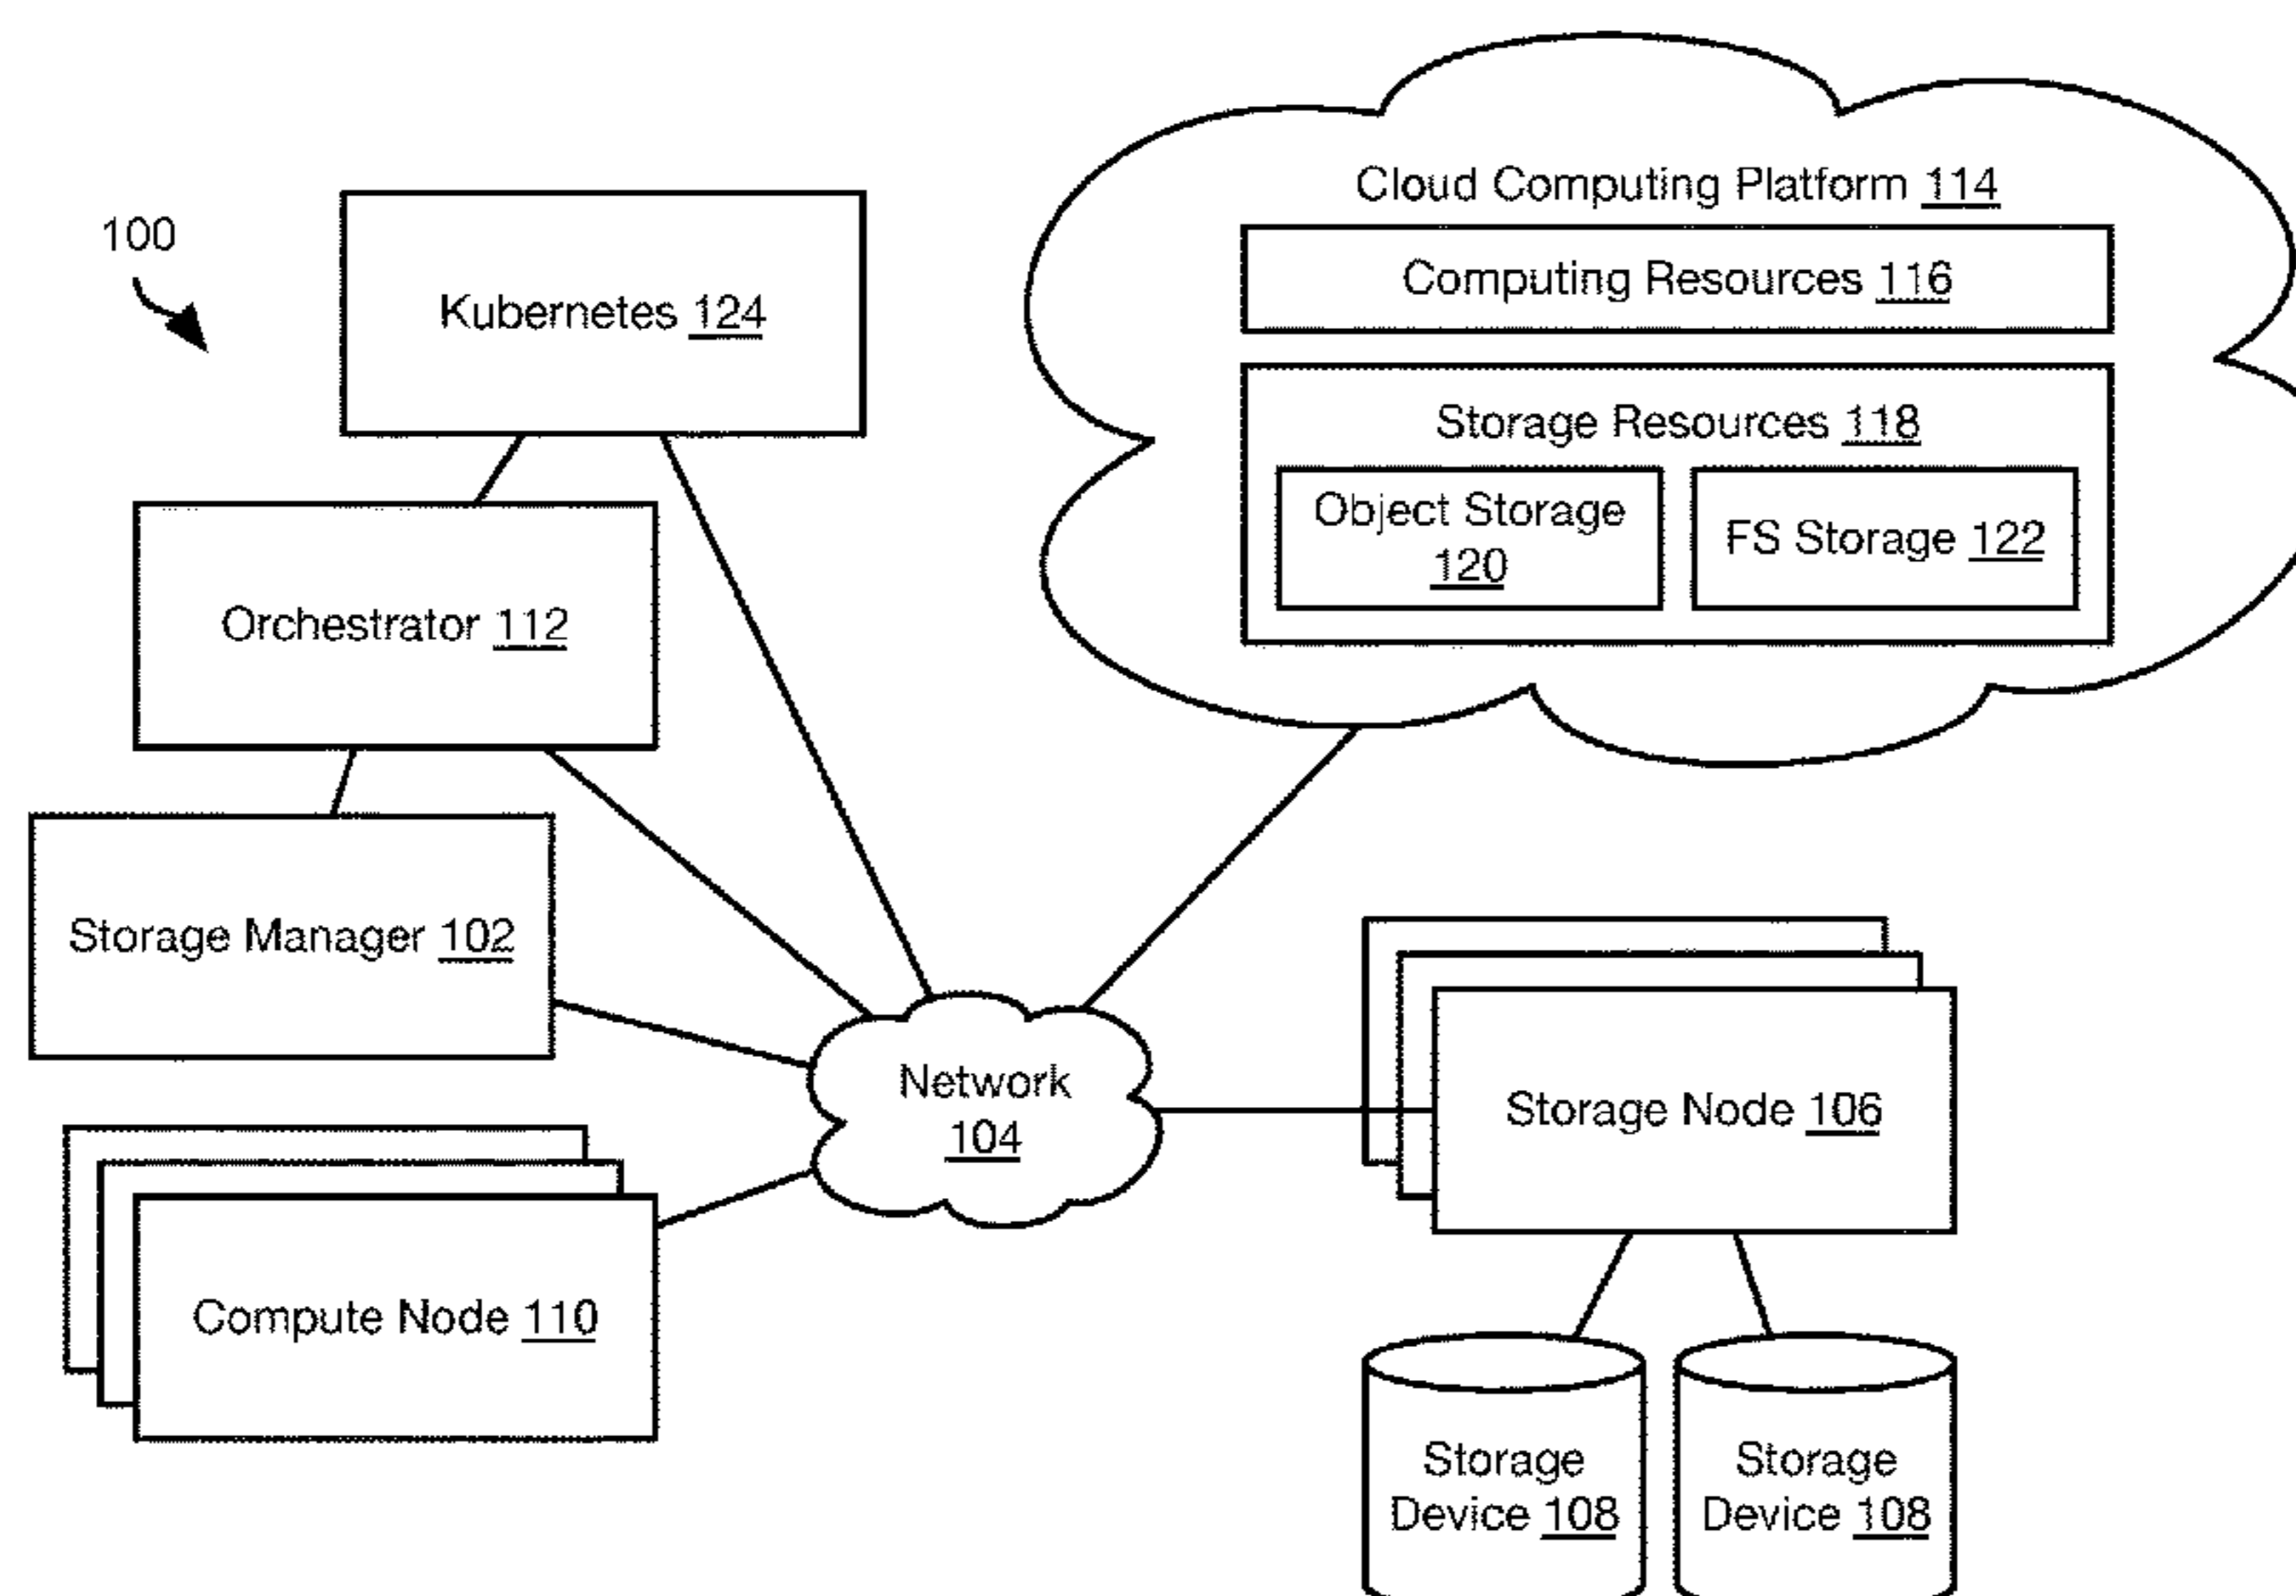 100
Kubernetes 124
Cloud Computing Platform 114
Computing Resources 116
Storage Resources 118
Object Storage
120
FS Storage 122
Orchestrator 112
Storage Manager 102
Network
104
Storage Node 106
Compute Node 110
Storage
Device 108
Storage
Device 108